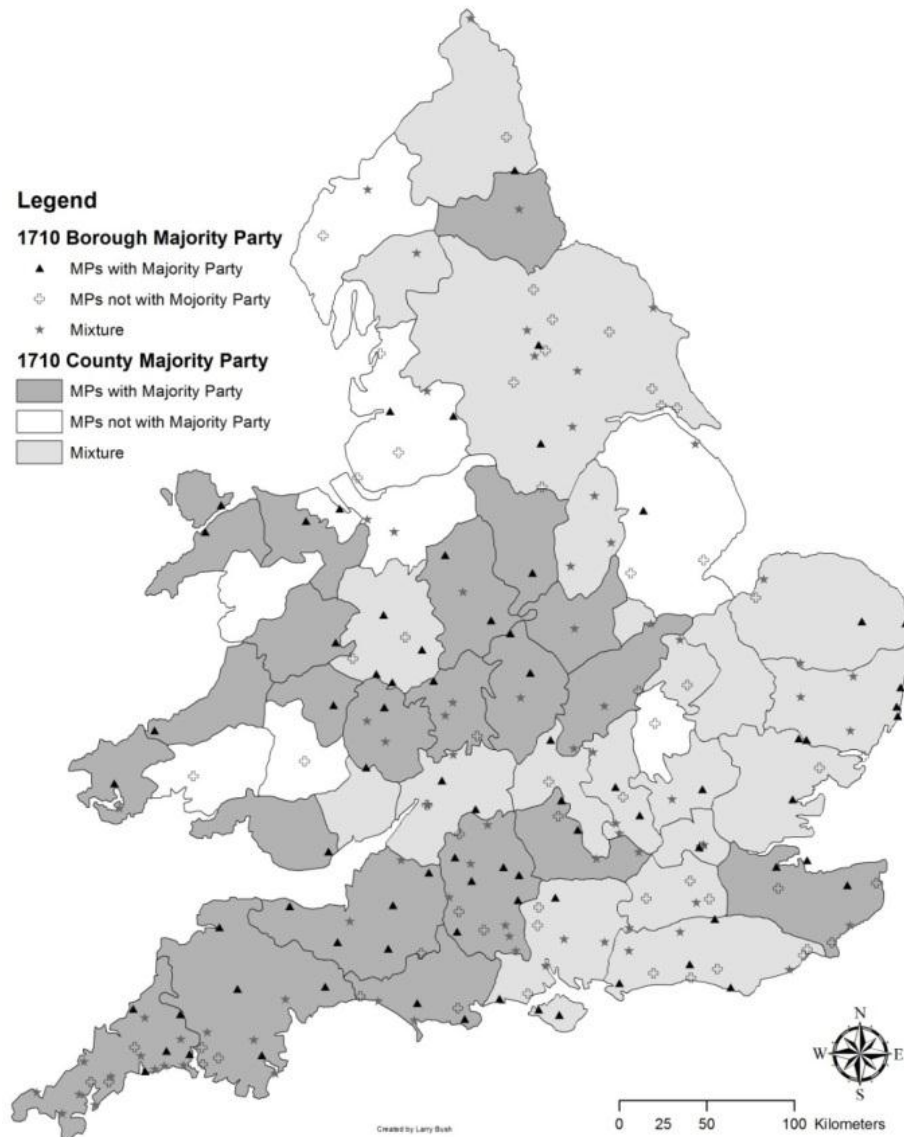 Legend
1710 Borough Majority Party
MPs with Majority Party
MPs not with Mojority Party
Mixture
1710 County Majority Party
MPs with Majority Party
MPs not with Majority Party
Mixture
N
W E
S
0 25 50 100 Kilometers
Created by Larry Bush